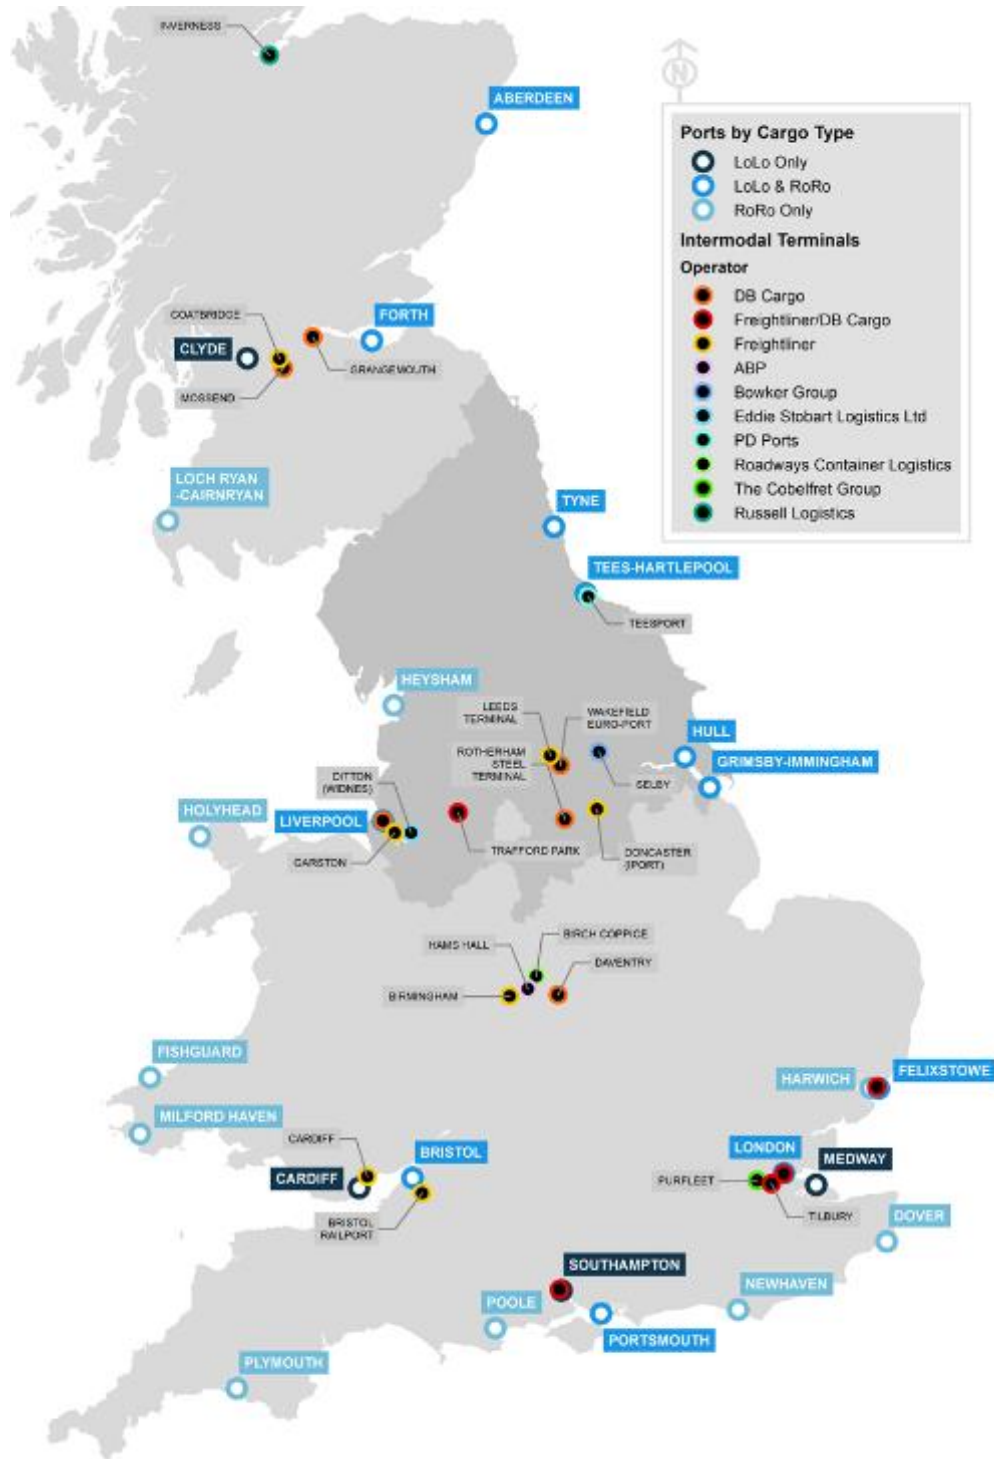 INVERNESS
ABERDEEN
N
Ports by Cargo Type
LoLo Only
LoLo & RoRo
RoRo Only
Intermodal Terminals
Operator
DB Cargo
Freightliner/DB Cargo
Freightliner
ABP
Bowker Group
Eddie Stobart Logistics Ltd
PD Ports
Roadways Container Logistics
The Cobelfret Group
Russell Logistics
COATBRIDGE
FORTH
CLYDE
GRANGEMOUTH
MOSSEND
LOCH RYAN
-CAIRNRYAN
TYNE
TEES-HARTLEPOOL
TEESPORT
HEYSHAM
LEEDS
TERMINAL
WAKEFIELD
EURO-PORT
HULL
ROTHERHAM
STEEL
TERMINAL
GRIMSBY-IMMINGHAM
SELBY
DITTON
(WIDNES)
HOLYHEAD
LIVERPOOL
GARSTON
TRAFFORD PARK
DONCASTER
(IPORT)
BIRCH COPPICE
HAMS HALL
DAVENTRY
BIRMINGHAM
FISHGUARD
HARWICH
FELIXSTOWE
MILFORD HAVEN
CARDIFF
BRISTOL
LONDON
MEDWAY
CARDIFF
PURFLEET
TILBURY
BRISTOL
RAILPORT
DOVER
SOUTHAMPTON
NEWHAVEN
POOLE
PORTSMOUTH
PLYMOUTH